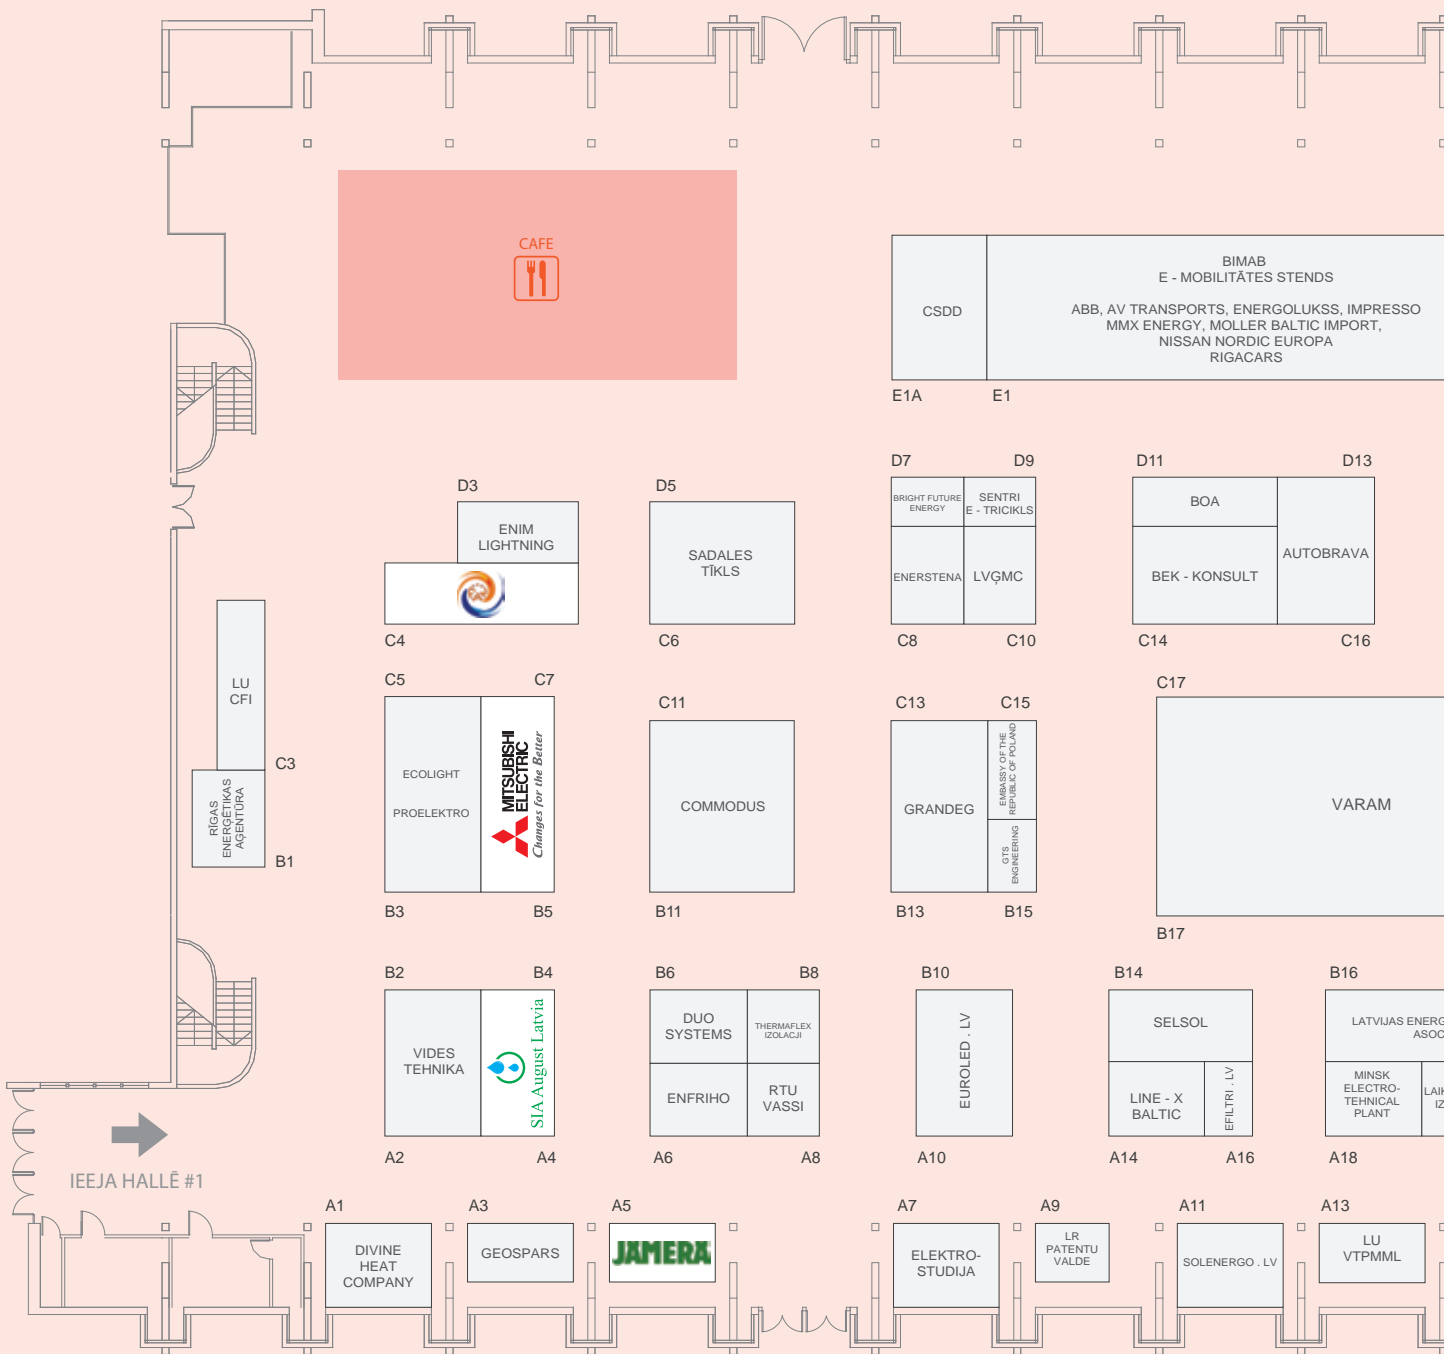 CAFE
CSDD
BIMAB
E - MOBILITĀTES STENDS
ABB, AV TRANSPORTS, ENERGOLUKSS, IMPRESSO
MMX ENERGY, MOLLER BALTIC IMPORT,
NISSAN NORDIC EUROPA
RIGACARS
E1A
E1
D3
ENIM
LIGHTNING
C4
D5
SADALES
TĪKLS
C6
D7
D9
BRIGHT FUTURE
ENERGY
SENTRI
E - TRICIKLS
ENERSTENA
LVĢMC
C8
C10
D11
D13
BOA
BEK - KONSULT
AUTOBRAVA
C14
C16
LU
CFI
C3
RĪGAS
ENERĢĒTIKAS
AĢENTŪRA
B1
C5
C7
ECOLIGHT
PROELEKTRO
MITSUBISHI
ELECTRIC
Changes for the Better
B3
B5
C11
COMMODUS
B11
C13
C15
GRANDEG
EMBASSY OF THE
REPUBLIC OF POLAND
GTS
ENGINEERING
B13
B15
C17
VARAM
B17
B2
B4
VIDES
TEHNIKA
SIA August Latvia
A2
A4
B6
B8
DUO
SYSTEMS
THERMAFLEX
IZOLACJI
ENFRIHO
RTU
VASSI
A6
A8
B10
EUROLED . LV
A10
B14
SELSOL
LINE - X
BALTIC
EFILTRI . LV
A14
A16
B16
LATVIJAS ENERG
ASOC
MINSK
ELECTRO-
TEHNICAL
PLANT
LAIK
IZ
A18
IEEJA HALLĒ #1
A1
DIVINE
HEAT
COMPANY
A3
GEOSPARS
A5
JÄMERÄ
A7
ELEKTRO-
STUDIJA
A9
LR
PATENTU
VALDE
A11
SOLENERGO . LV
A13
LU
VTPMML